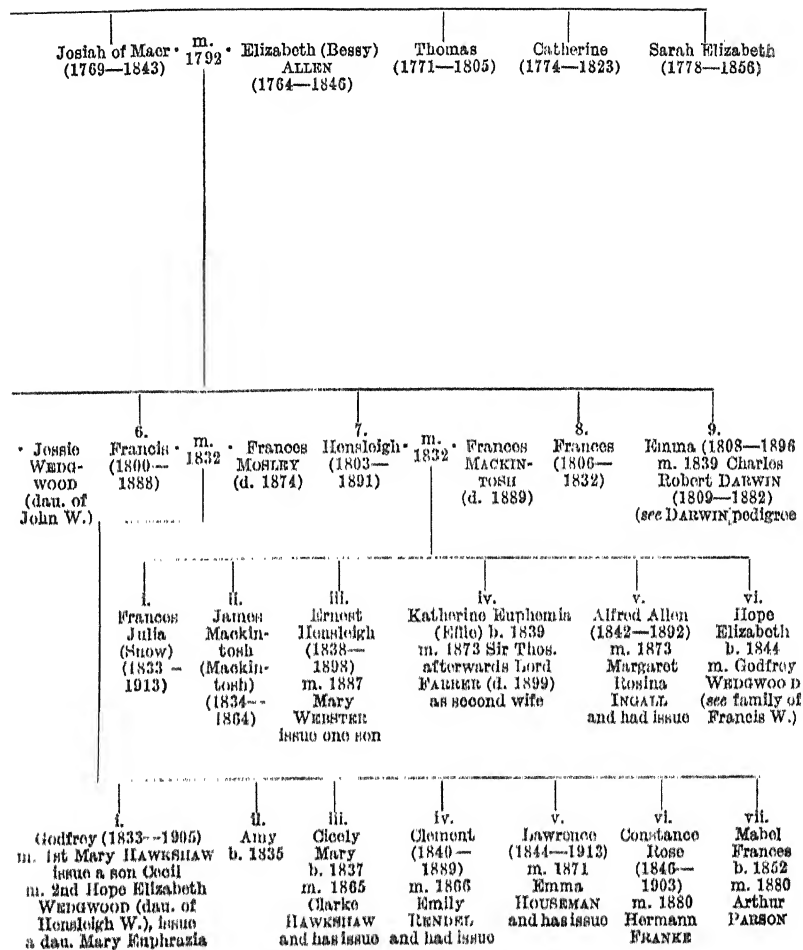 Josiah of Maer · m. 1792 · Elizabeth (Bessy)
(1769—1843)
ALLEN
(1764—1846)
Thomas
(1771—1805)
Catherine
(1774—1823)
Sarah Elizabeth
(1778—1856)
· Jessie
WEDG-
WOOD
(dau. of
John W.)
6.
Francis · m. 1832 · Frances
(1800—
1888)
MOSLEY
(d. 1874)
7.
Hensleigh · m. 1832 · Frances
(1803—
1891)
MACKIN-
TOSH
(d. 1889)
8.
Frances
(1806—
1832)
9.
Emma (1808—1896
m. 1839 Charles
Robert DARWIN
(1809—1882)
(see DARWIN pedigree
i.
Frances
Julia
(Snow)
(1833 -
1913)
ii.
James
Mackin-
tosh
(Mackin-
tosh)
(1834--
1864)
iii.
Ernest
Hensleigh
(1838—
1898)
m. 1887
Mary
WEBSTER
issue one son
iv.
Katherine Euphemia
(Effie) b. 1839
m. 1873 Sir Thos.
afterwards Lord
FARRER (d. 1899)
as second wife
v.
Alfred Allen
(1842—1892)
m. 1873
Margaret
Rosina
INGALL
and had issue
vi.
Hope
Elizabeth
b. 1844
m. Godfrey
WEDGWOOD
(see family of
Francis W.)
i.
Godfrey (1833--1905)
m. 1st Mary HAWKSHAW
issue a son Cecil
m. 2nd Hope Elizabeth
WEDGWOOD (dau. of
Hensleigh W.), issue
a dau. Mary Euphrasia
ii.
Amy
b. 1835
iii.
Cicely
Mary
b. 1837
m. 1865
Clarke
HAWKSHAW
and has issue
iv.
Clement
(1840—
1889)
m. 1866
Emily
RENDEL
and had issue
v.
Lawrence
(1844—1913)
m. 1871
Emma
HOUSEMAN
and has issue
vi.
Constance
Rose
(1846—
1903)
m. 1880
Hermann
FRANKE
vii.
Mabel
Frances
b. 1852
m. 1880
Arthur
PARSON